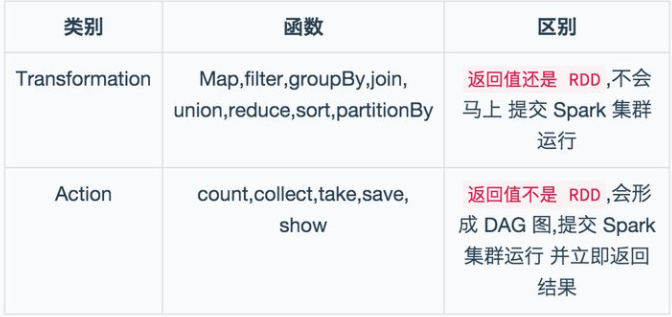 类别 函数 区别
Transformation Map,filter,groupBy,join, 返回值还是 RDD,不会
union,reduce,sort,partitionBy 马上 提交 Spark 集群
运行
Action count,collect,take,save, 返回值不是 RDD,会形
show 成 DAG 图,提交 Spark
集群运行 并立即返回
结果